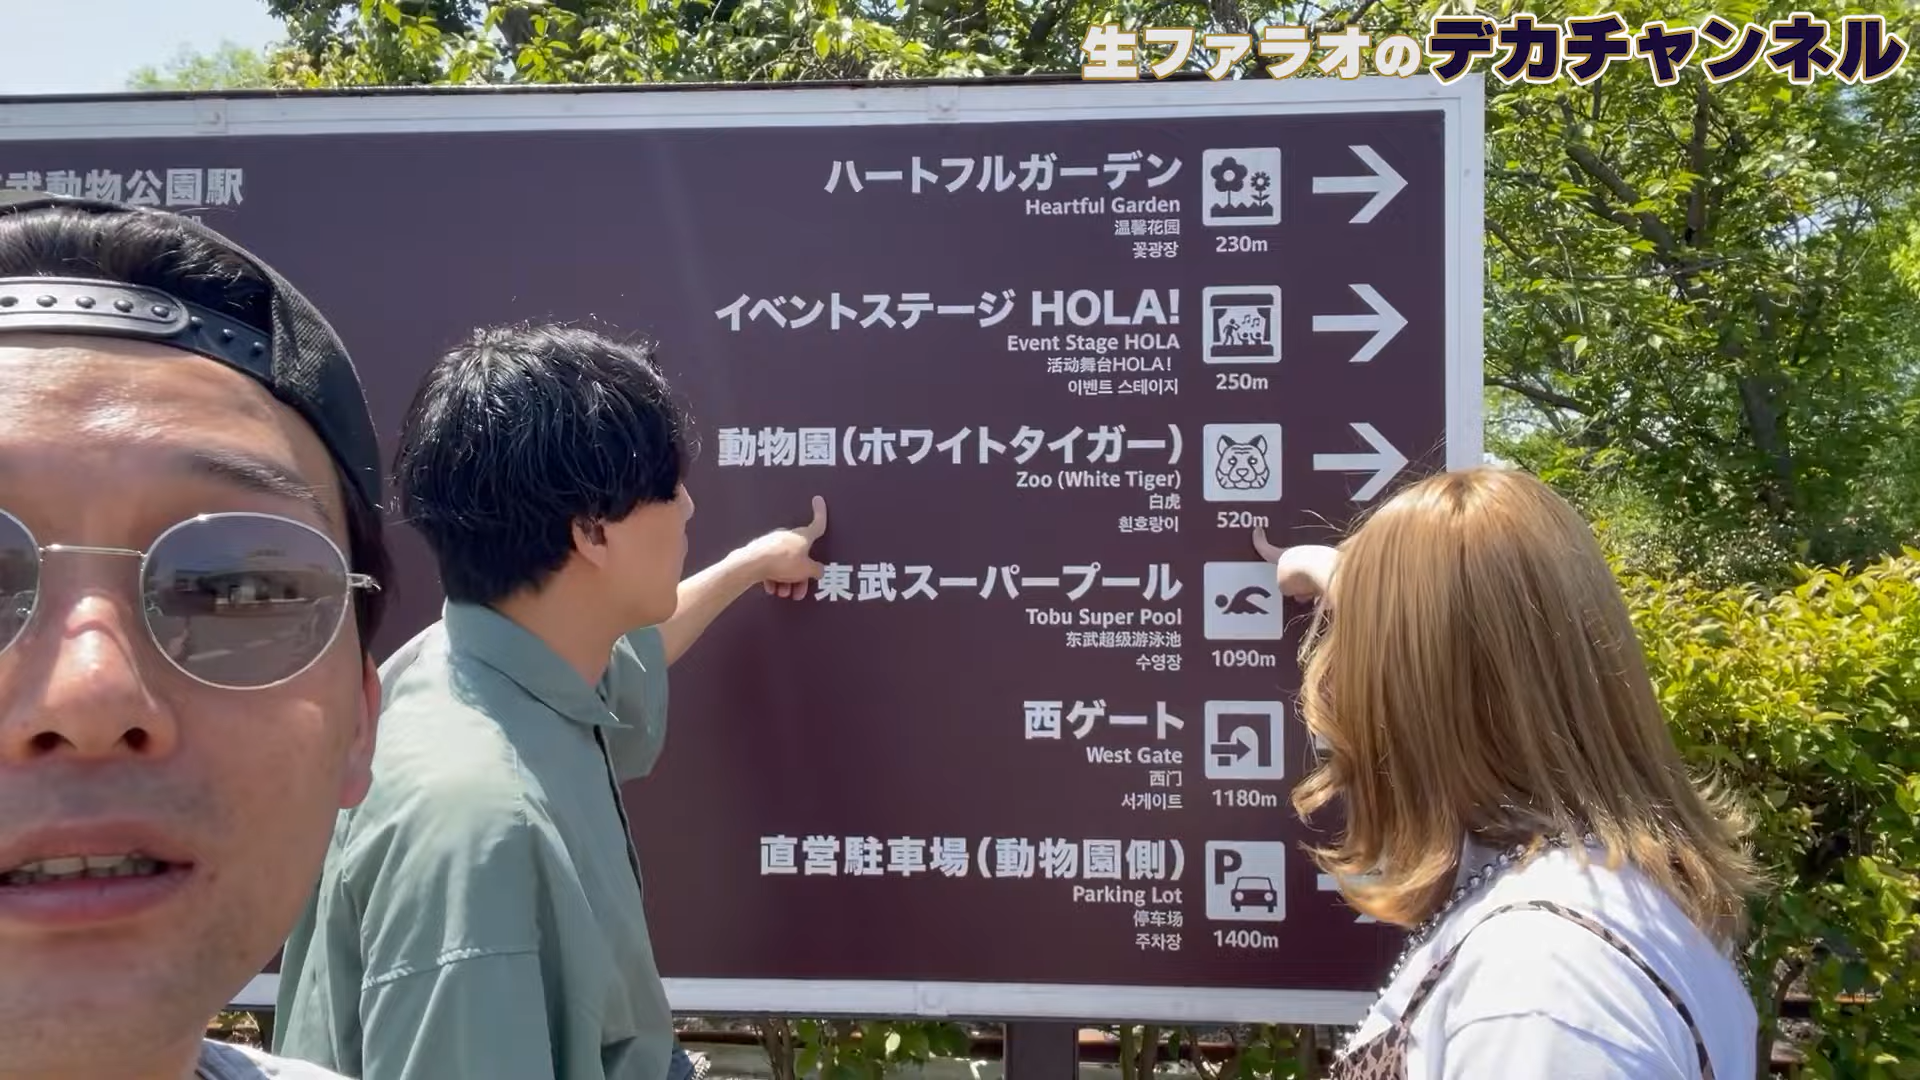 生ファラオのデカチャンネル
武動物公園駅
ハートフルガーデン
Heartful Garden
温馨花园
꽃광장
230m
イベントステージ HOLA!
Event Stage HOLA
活动舞台HOLA!
이벤트 스테이지
250m
動物園(ホワイトタイガー)
Zoo (White Tiger)
白虎
흰호랑이
520m
東武スーパープール
Tobu Super Pool
东武超级游泳池
수영장
1090m
西ゲート
West Gate
西门
서게이트
1180m
直営駐車場(動物園側)
Parking Lot
停车场
주차장
P
1400m